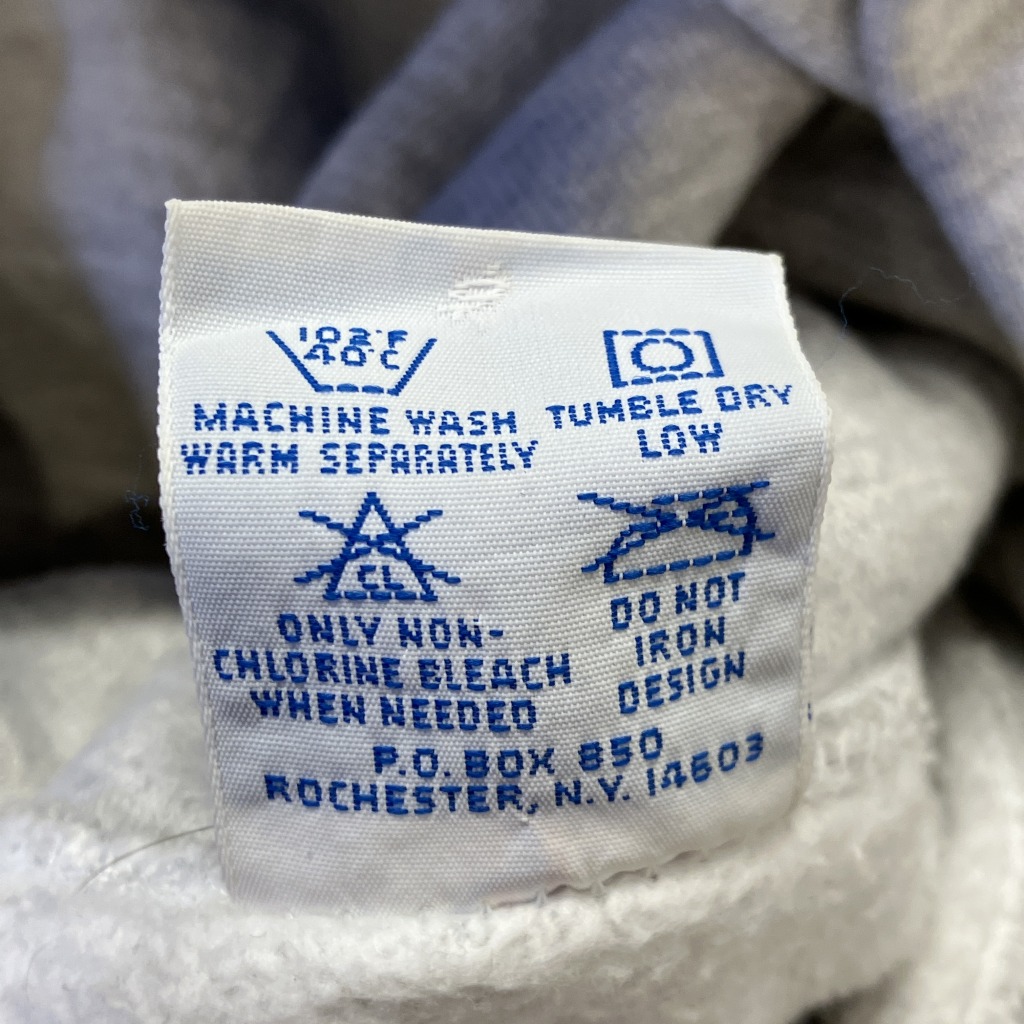 102°F
40°C
MACHINE WASH
WARM SEPARATELY
TUMBLE DRY
LOW
CL
ONLY NON-
CHLORINE BLEACH
WHEN NEEDED
DO NOT
IRON
DESIGN
P.O. BOX 850
ROCHESTER, N.Y. 14603